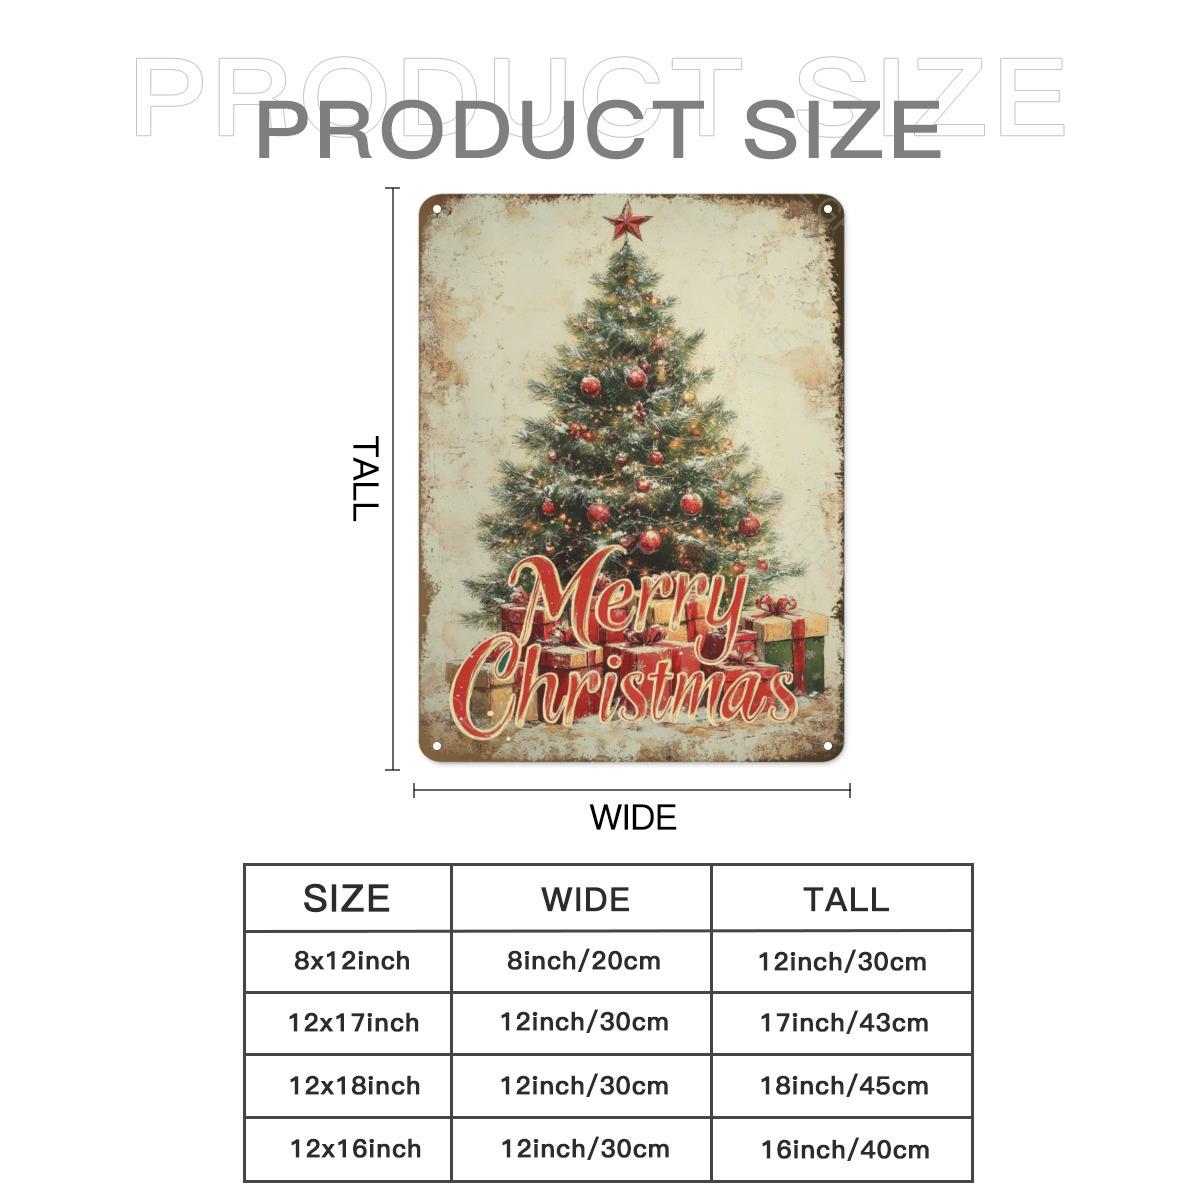 PRODUCT SIZE
PRODUCT SIZE
TALL
Merry
Christmas
WIDE
SIZE WIDE TALL
8x12inch 8inch/20cm 12inch/30cm
12x17inch 12inch/30cm 17inch/43cm
12x18inch 12inch/30cm 18inch/45cm
12x16inch 12inch/30cm 16inch/40cm